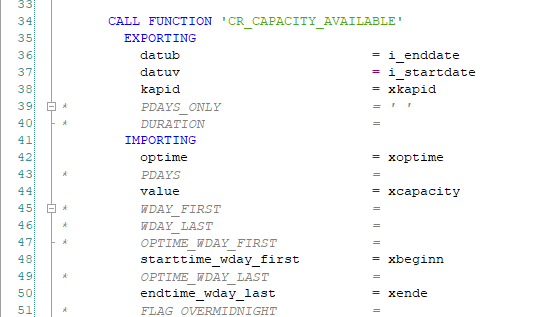 33
34 CALL FUNCTION 'CR_CAPACITY_AVAILABLE'
35 EXPORTING
36 datub = i_enddate
37 datuv = i_startdate
38 kapid = xkapid
39 * PDAYS_ONLY = ' '
40 * DURATION =
41 IMPORTING
42 optime = xoptime
43 * PDAYS =
44 value = xcapacity
45 * WDAY_FIRST =
46 * WDAY_LAST =
47 * OPTIME_WDAY_FIRST =
48 starttime_wday_first = xbeginn
49 * OPTIME_WDAY_LAST =
50 endtime_wday_last = xende
51 * FLAG_OVERMIDNIGHT =